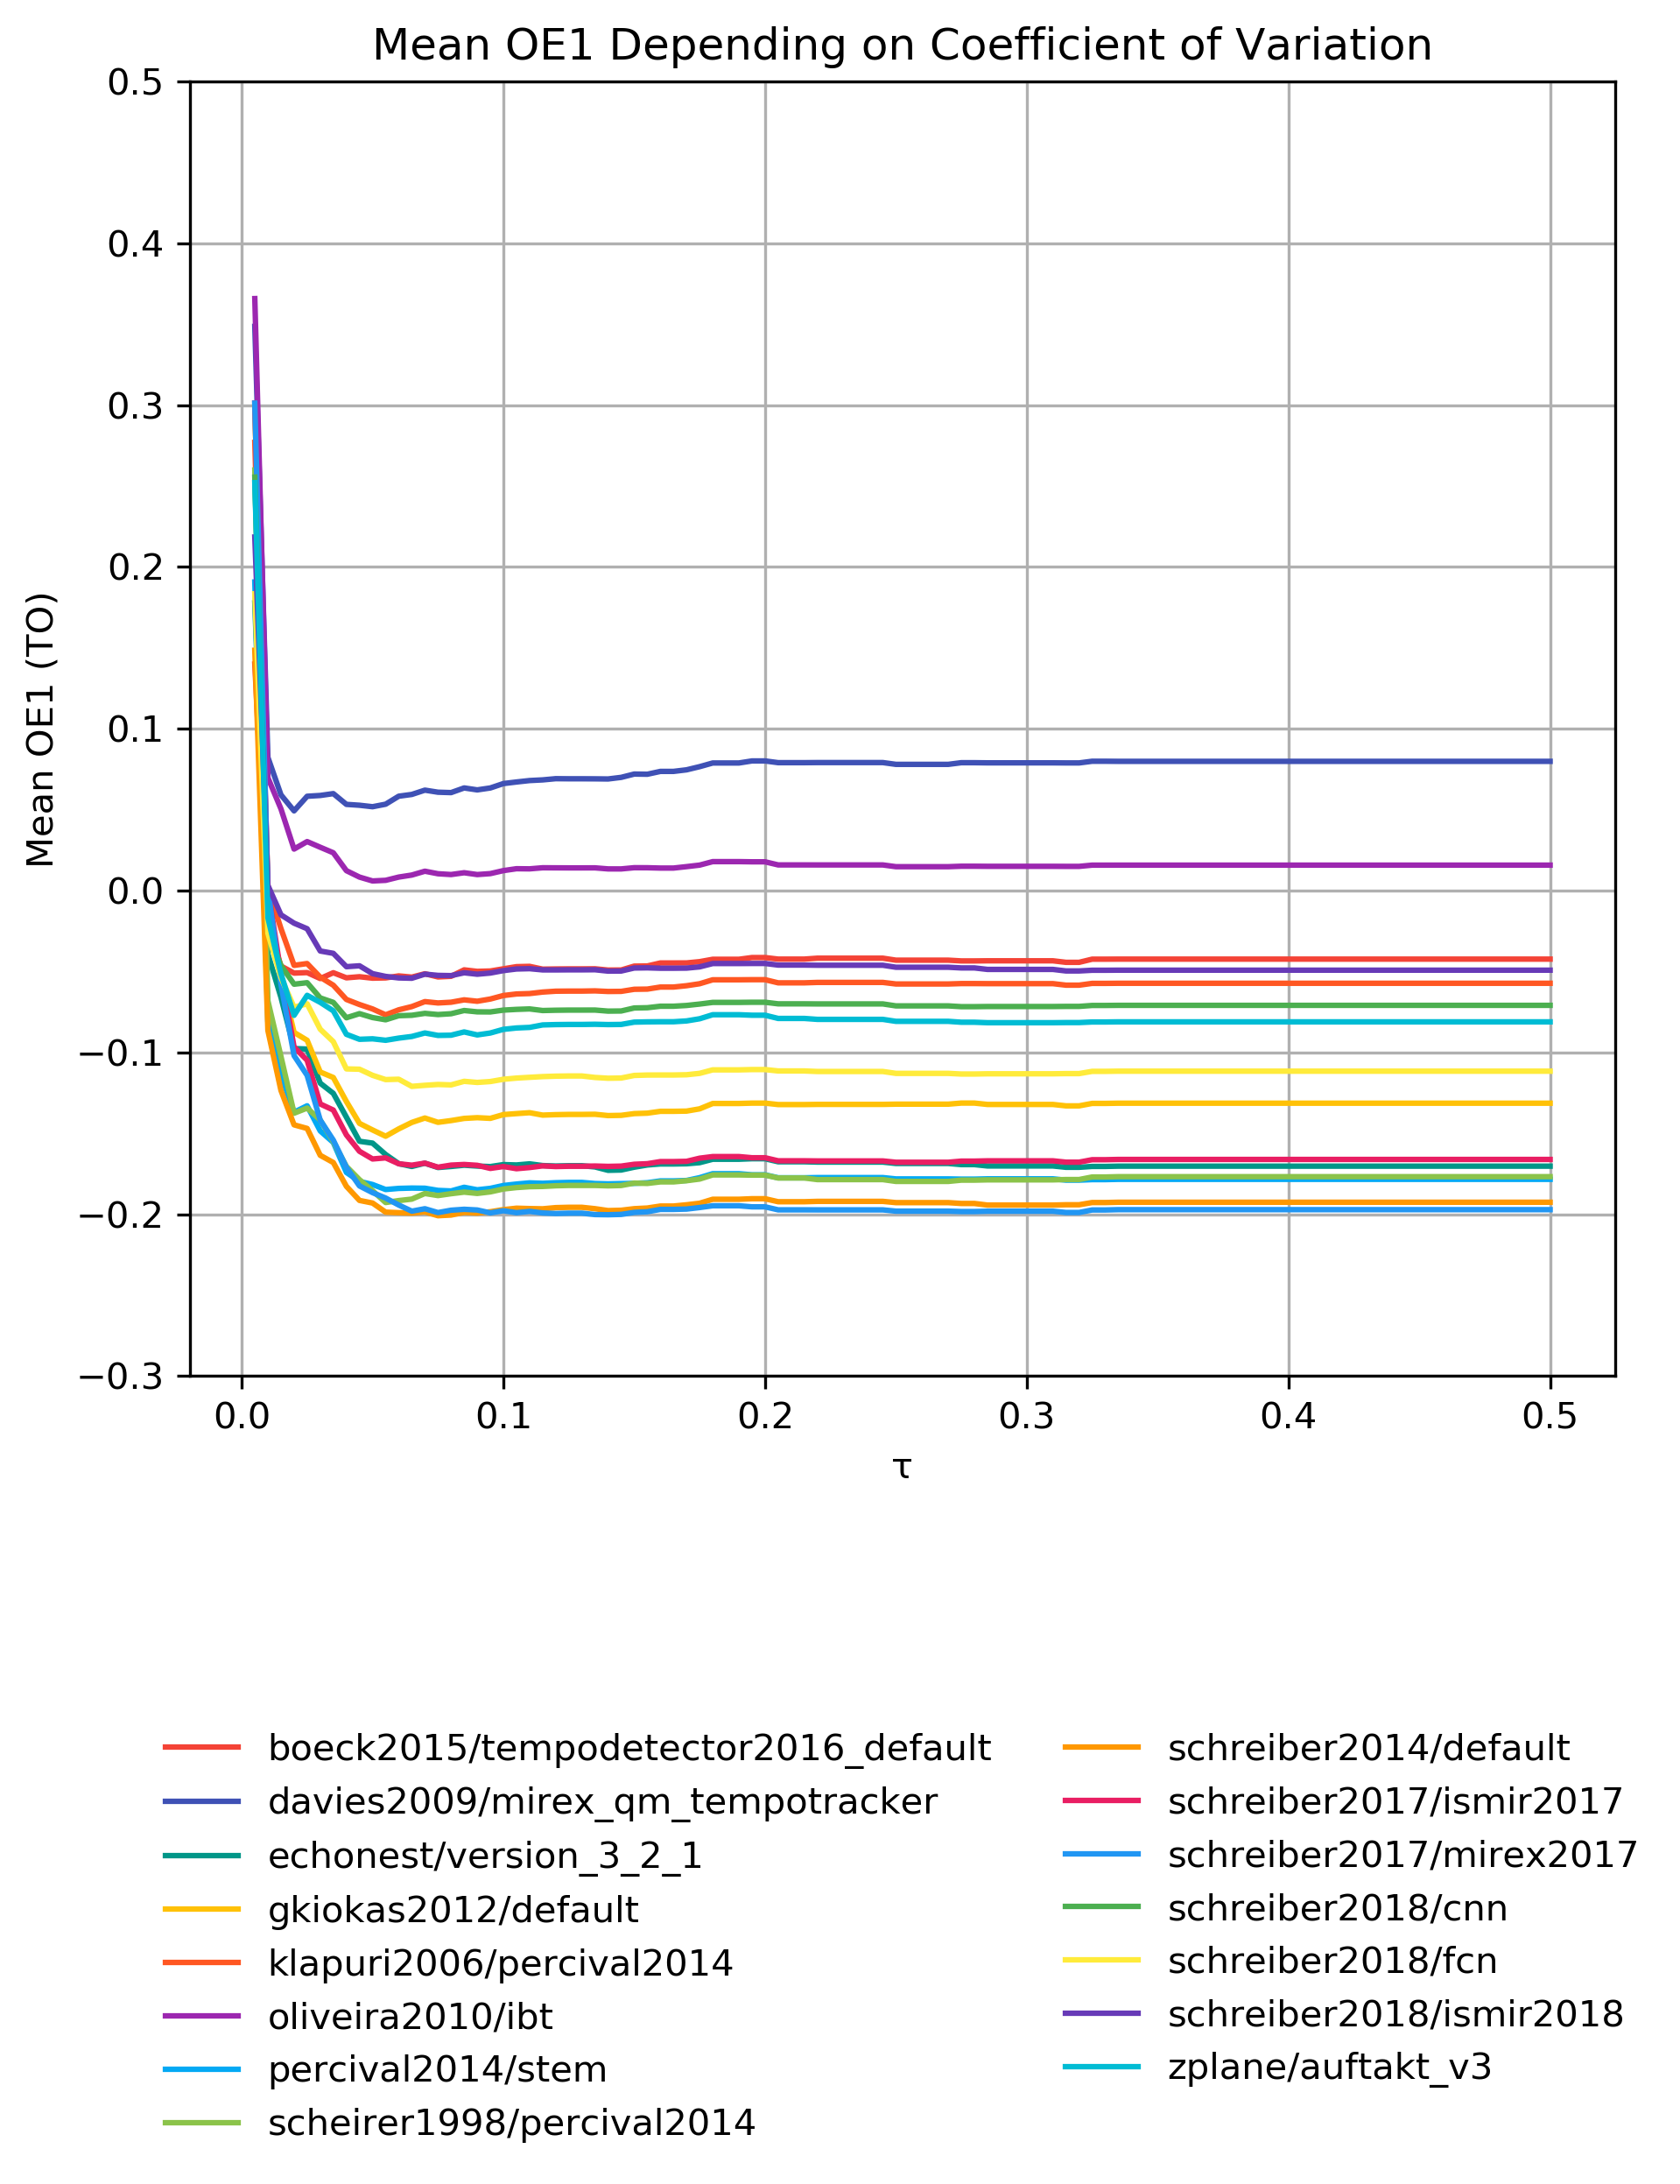 Mean OE1 Depending on Coefficient of Variation
0.5
0.4
0.3
0.2
0.1
0.0
−0.1
−0.2
−0.3
Mean OE1 (TO)
0.0 0.1 0.2 0.3 0.4 0.5
τ
boeck2015/tempodetector2016_default
davies2009/mirex_qm_tempotracker
echonest/version_3_2_1
gkiokas2012/default
klapuri2006/percival2014
oliveira2010/ibt
percival2014/stem
scheirer1998/percival2014
schreiber2014/default
schreiber2017/ismir2017
schreiber2017/mirex2017
schreiber2018/cnn
schreiber2018/fcn
schreiber2018/ismir2018
zplane/auftakt_v3